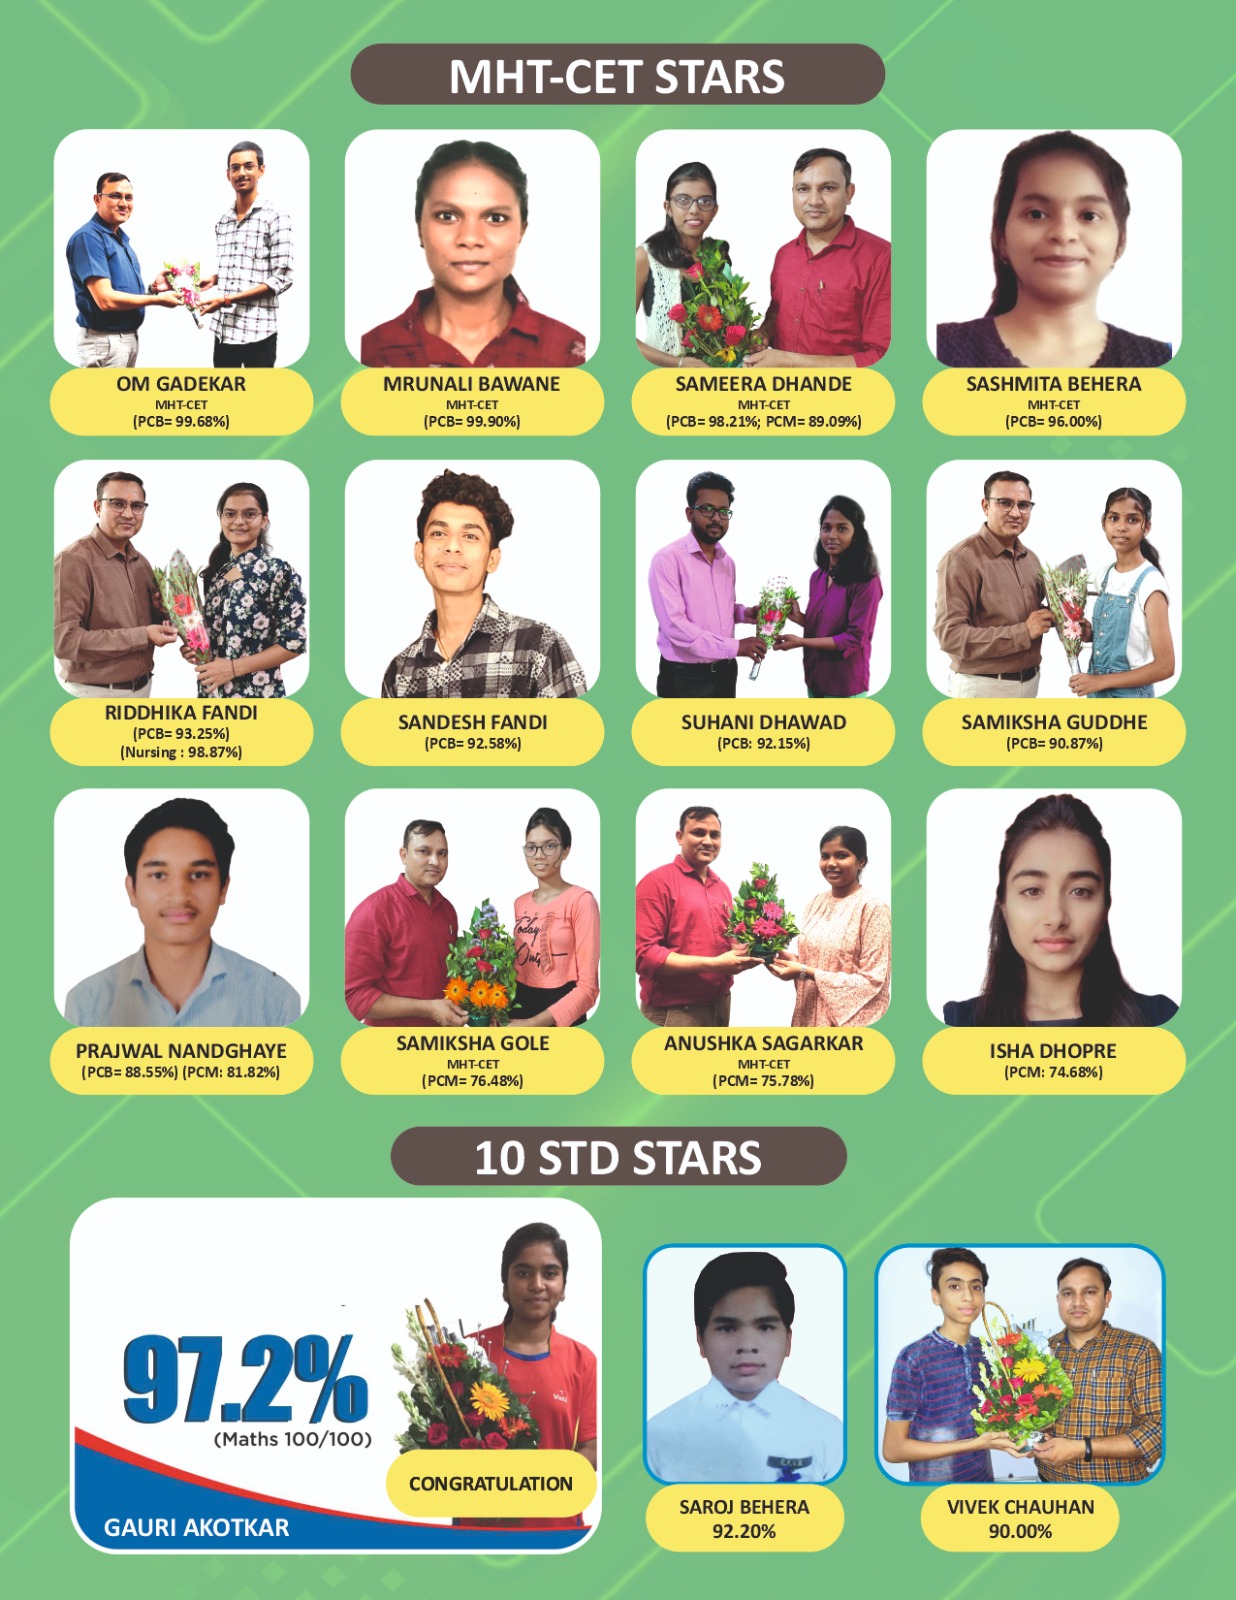 MHT-CET STARS
OM GADEKAR
MHT-CET
(PCB= 99.68%)
MRUNALI BAWANE
MHT-CET
(PCB= 99.90%)
SAMEERA DHANDE
MHT-CET
(PCB= 98.21%; PCM= 89.09%)
SASHMITA BEHERA
MHT-CET
(PCB= 96.00%)
RIDDHIKA FANDI
(PCB= 93.25%)
(Nursing : 98.87%)
SANDESH FANDI
(PCB= 92.58%)
SUHANI DHAWAD
(PCB: 92.15%)
SAMIKSHA GUDDHE
(PCB= 90.87%)
Today
PRAJWAL NANDGHAYE
(PCB= 88.55%) (PCM: 81.82%)
SAMIKSHA GOLE
MHT-CET
(PCM= 76.48%)
ANUSHKA SAGARKAR
MHT-CET
(PCM= 75.78%)
ISHA DHOPRE
(PCM: 74.68%)
10 STD STARS
97.2%
(Maths 100/100)
CONGRATULATION
GAURI AKOTKAR
SAROJ BEHERA
92.20%
VIVEK CHAUHAN
90.00%